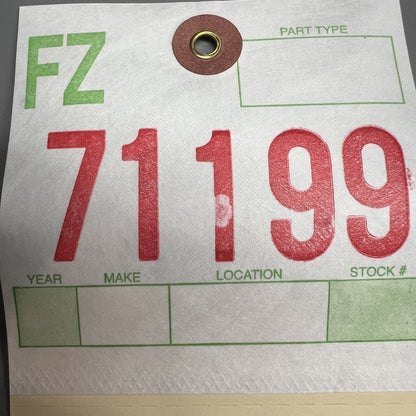 FZ
PART TYPE
71199
YEAR MAKE LOCATION STOCK #